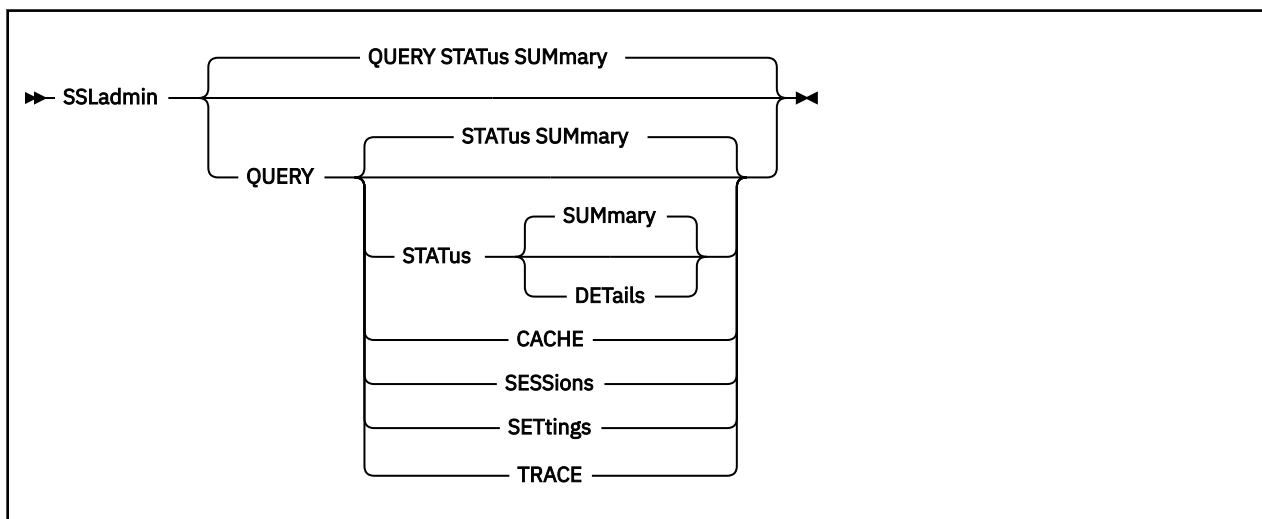 QUERY STATus SUMmary
SSLadmin
STATus SUMmary
QUERY
SUMmary
STATus
DETails
CACHE
SESSions
SETtings
TRACE